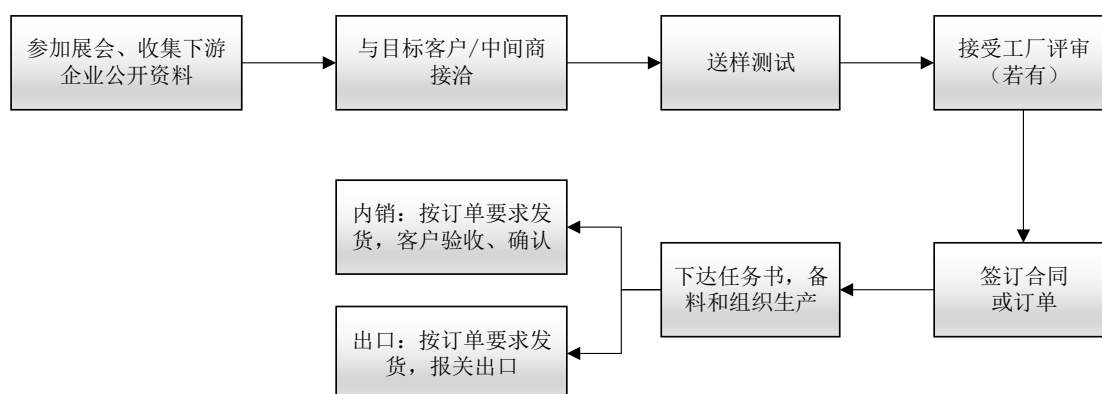 参加展会、收集下游
企业公开资料
与目标客户/中间商
接洽
送样测试
接受工厂评审
（若有）
签订合同
或订单
下达任务书，备
料和组织生产
内销：按订单要求发
货，客户验收、确认
出口：按订单要求发
货，报关出口